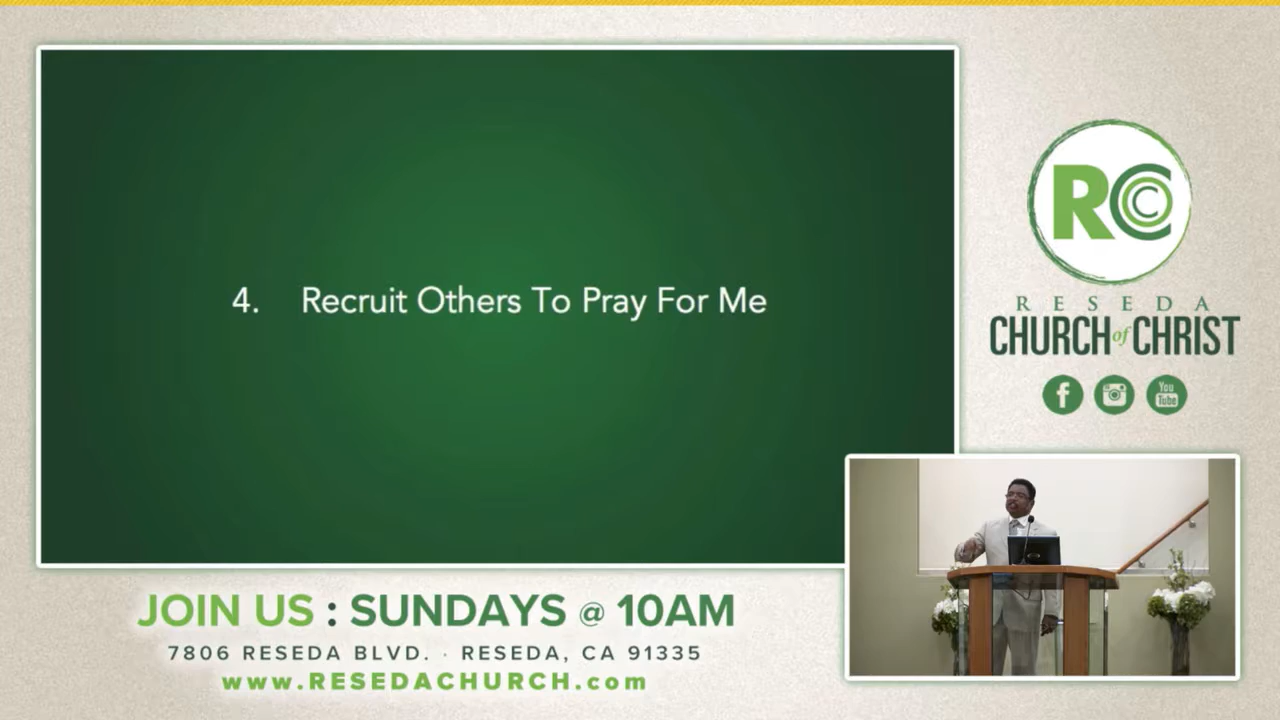 4. Recruit Others To Pray For Me
RCC
RESEDA
CHURCH of CHRIST
f
You
Tube
JOIN US : SUNDAYS @ 10AM
7806 RESEDA BLVD. · RESEDA, CA 91335
www.RESEDACHURCH.com